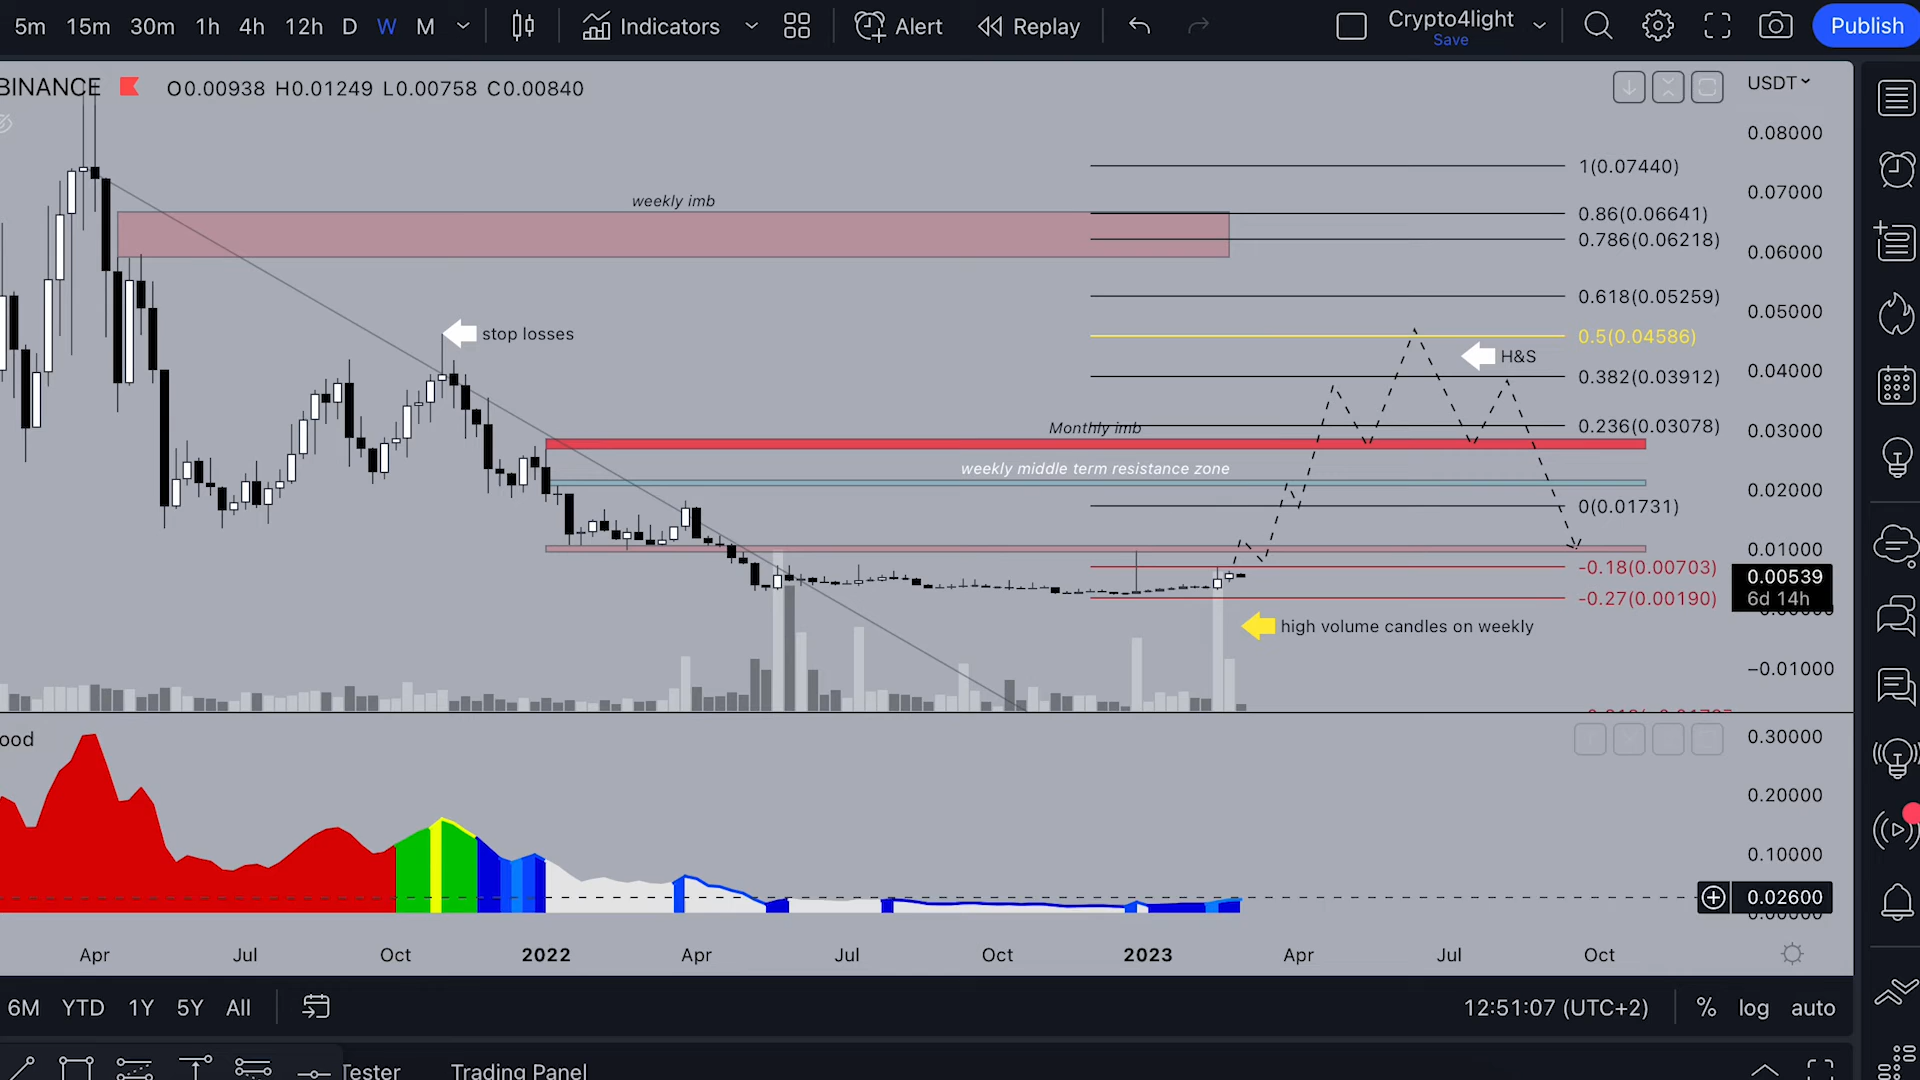 5m 15m 30m 1h 4h 12h D W M Indicators Alert Replay Crypto4light Publish
Save
BINANCE O0.00938 H0.01249 L0.00758 C0.00840
USDT
0.08000
1(0.07440)
0.07000
weekly imb
0.86(0.06641)
0.786(0.06218)
0.06000
0.618(0.05259)
0.05000
stop losses
0.5(0.04586)
H&S
0.382(0.03912)
0.04000
Monthly imb
0.236(0.03078)
0.03000
weekly middle term resistance zone
0.02000
0(0.01731)
0.01000
-0.18(0.00703)
0.00539
6d 14h
-0.27(0.00190)
high volume candles on weekly
−0.01000
ood
0.30000
0.20000
0.10000
0.02600
Apr Jul Oct 2022 Apr Jul Oct 2023 Apr Jul Oct
6M YTD 1Y 5Y All 12:51:07 (UTC+2) % log auto
Tester Trading Panel